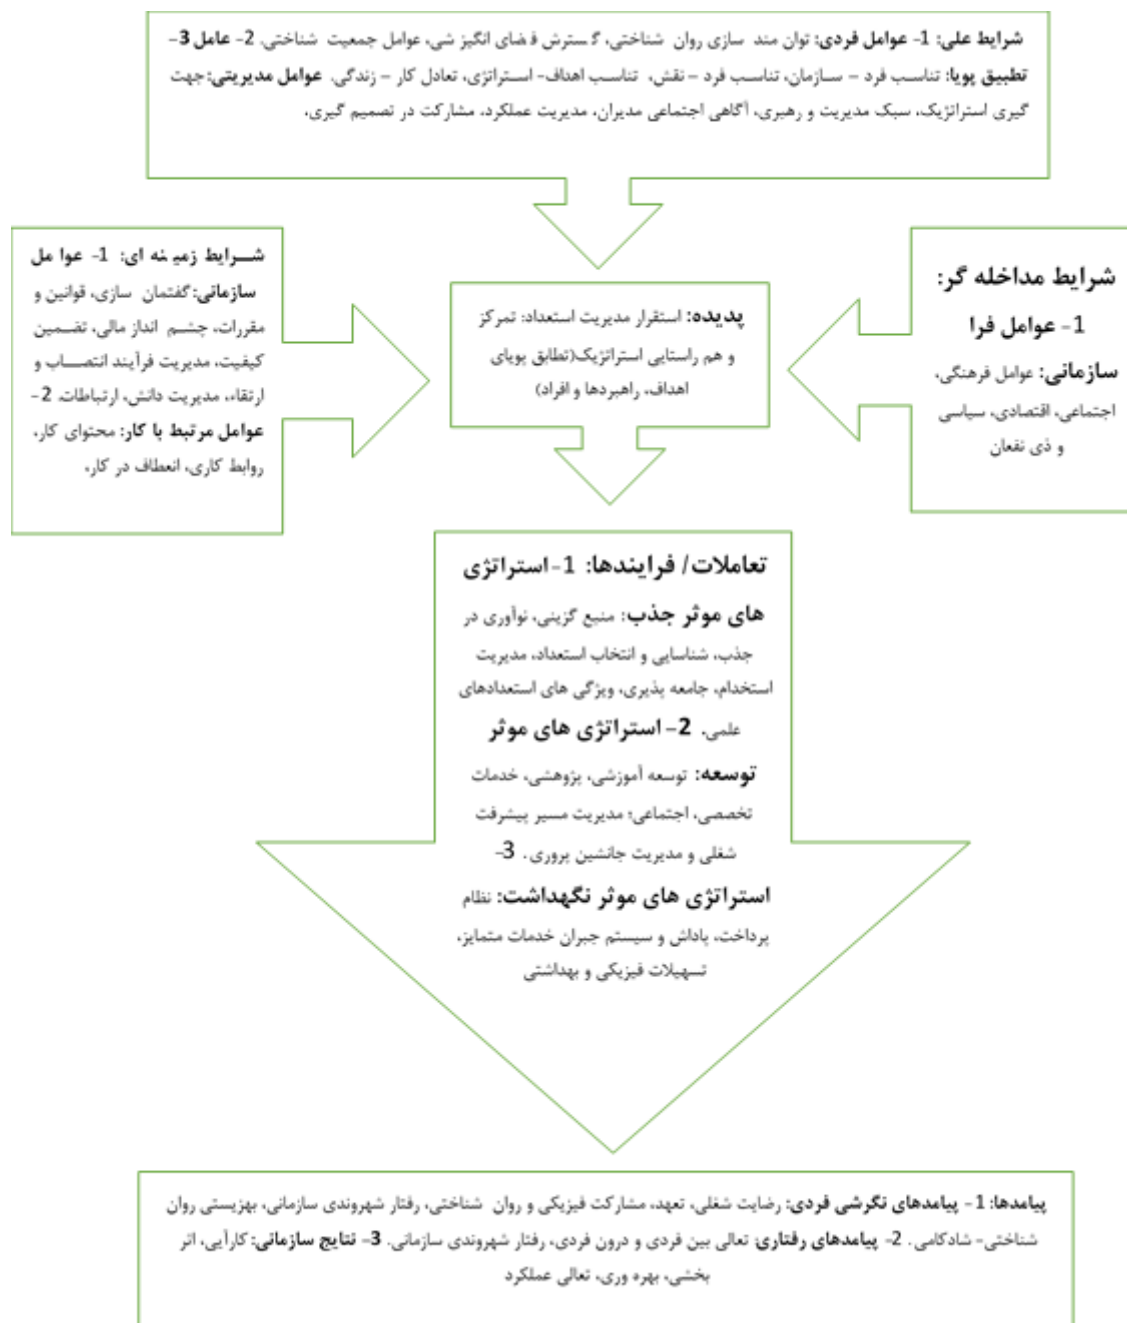 شرایط علی: 1- عوامل فردی: توان مند سازی روان شناختی، گسترش فضای انگیز شی، عوامل جمعیت شناختی. 2- عامل 3-
تطبیق پویا: تناسب فرد – سازمان، تناسب فرد – نقش، تناسب اهداف- استراتژی، تعادل کار – زندگی. عوامل مدیریتی: جهت
گیری استراتژیک، سبک مدیریت و رهبری، آگاهی اجتماعی مدیران، مدیریت عملکرد، مشارکت در تصمیم گیری.
شرایط مداخله گر:
1- عوامل فرا
سازمانی: عوامل فرهنگی،
اجتماعی، اقتصادی، سیاسی
و ذی نفعان
پدیده: استقرار مدیریت استعداد: تمرکز
و هم راستایی استراتژیک(تطابق پویای
اهداف، راهبردها و افراد)
شرایط زمینه ای: 1- عوا مل
سازمانی: گفتمان سازی، قوانین و
مقررات، چشم انداز مالی، تضمین
کیفیت، مدیریت فرآیند انتصاب و
ارتقاء، مدیریت دانش، ارتباطات. 2-
عوامل مرتبط با کار: محتوای کار،
روابط کاری، انعطاف در کار.
تعاملات/ فرایندها: 1- استراتژی
های موثر جذب: منبع گزینی، نوآوری در
جذب، شناسایی و انتخاب استعداد، مدیریت
استخدام، جامعه پذیری، ویژگی های استعدادهای
علمی. 2- استراتژی های موثر
توسعه: توسعه آموزشی، پژوهشی، خدمات
تخصصی، اجتماعی؛ مدیریت مسیر پیشرفت
شغلی و مدیریت جانشین پروری. 3-
استراتژی های موثر نگهداشت: نظام
پرداخت، پاداش و سیستم جبران خدمات متمایز،
تسهیلات فیزیکی و بهداشتی
پیامدها: 1- پیامدهای نگرشی فردی: رضایت شغلی، تعهد، مشارکت فیزیکی و روان شناختی، رفتار شهروندی سازمانی، بهزیستی روان
شناختی- شادکامی. 2- پیامدهای رفتاری: تعالی بین فردی و درون فردی، رفتار شهروندی سازمانی. 3- نتایج سازمانی: کارآیی، اثر
بخشی، بهره وری، تعالی عملکرد